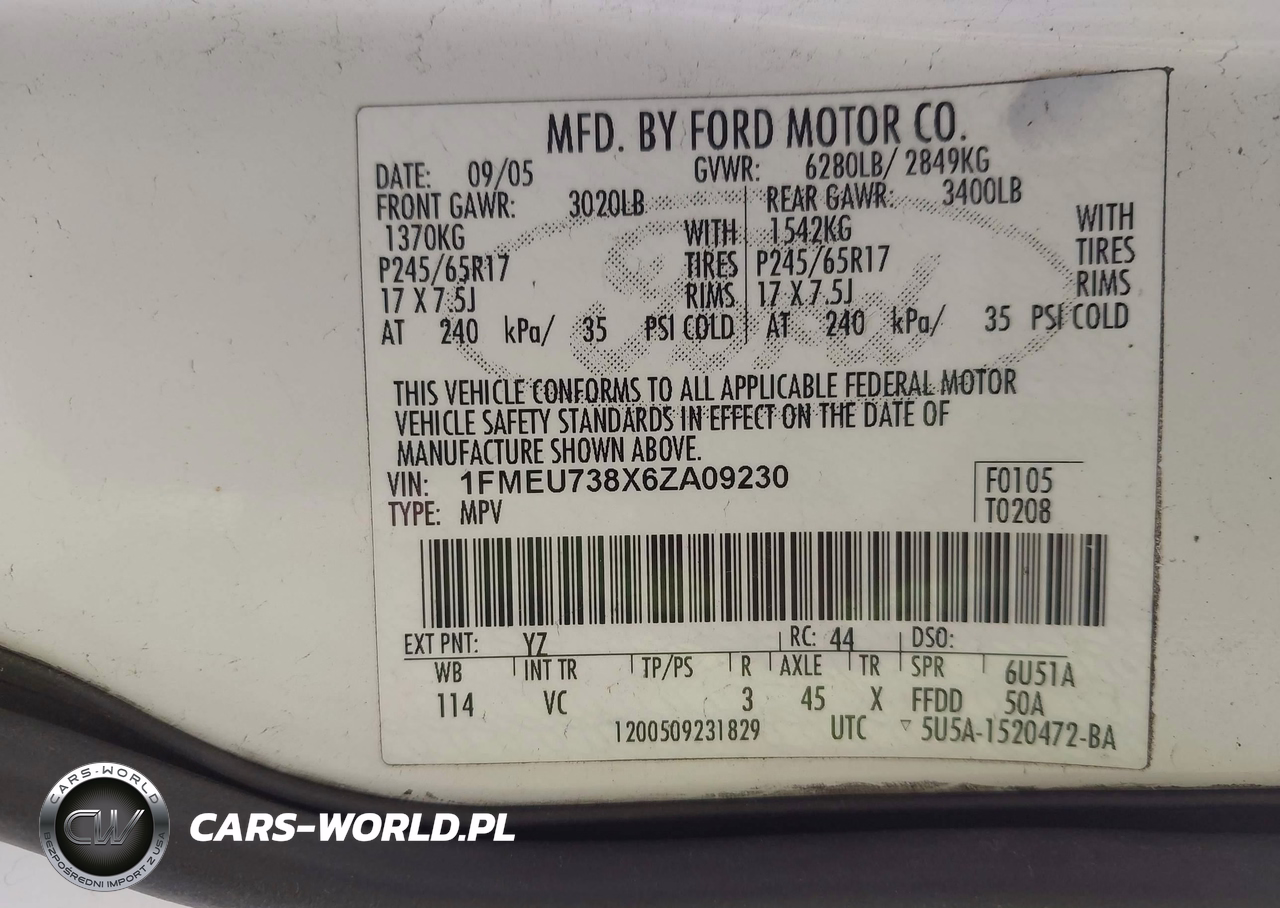 MFD. BY FORD MOTOR CO.
DATE: 09/05 GVWR: 6280LB/ 2849KG
FRONT GAWR: 3020LB REAR GAWR: 3400LB
1370KG WITH 1542KG WITH
P245/65R17 TIRES P245/65R17 TIRES
17 X 7.5J RIMS 17 X 7.5J RIMS
AT 240 kPa/ 35 PSI COLD AT 240 kPa/ 35 PSI COLD
Ford
THIS VEHICLE CONFORMS TO ALL APPLICABLE FEDERAL MOTOR
VEHICLE SAFETY STANDARDS IN EFFECT ON THE DATE OF
MANUFACTURE SHOWN ABOVE.
VIN: 1FMEU738X6ZA09230 F0105
TYPE: MPV T0208
EXT PNT: YZ RC: 44 DSO:
WB INT TR TP/PS R AXLE TR SPR 6U51A
114 VC 3 45 X FFDD 50A
1200509231829 UTC 5U5A-1520472-BA
CARS-WORLD
CW
BEZPOŚREDNI IMPORT Z USA
CARS-WORLD.PL